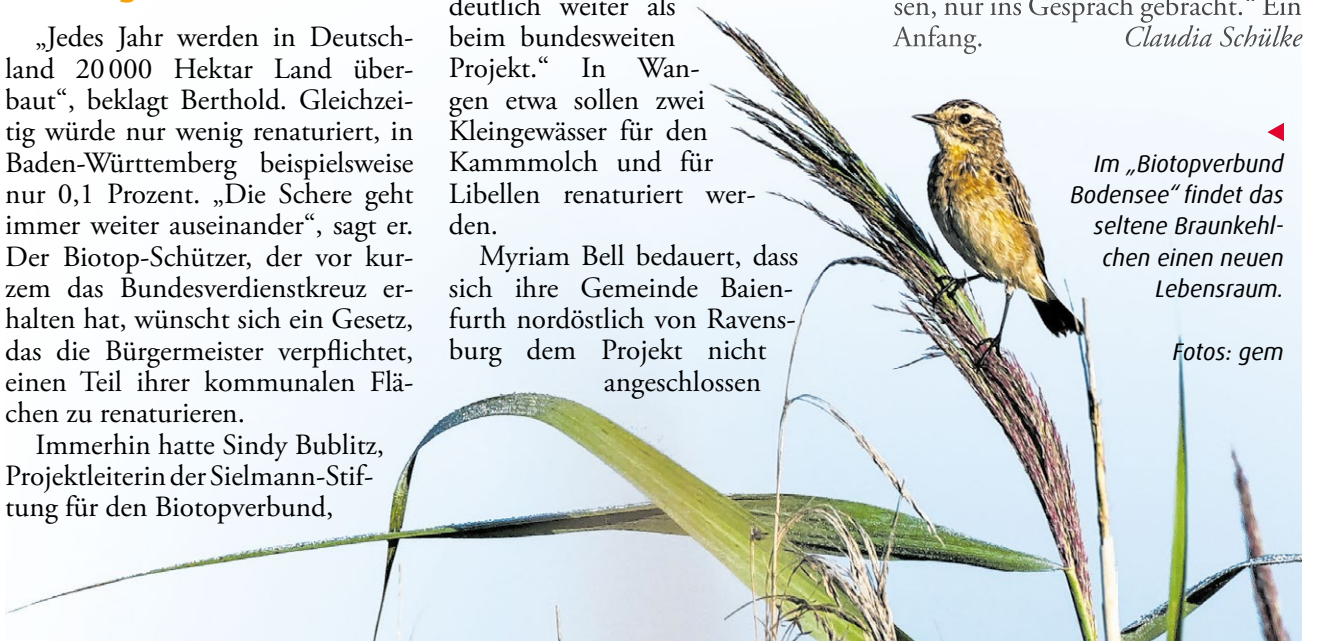 „Jedes Jahr werden in Deutsch-
land 20 000 Hektar Land über-
baut“, beklagt Berthold. Gleichzei-
tig würde nur wenig renaturiert, in
Baden-Württemberg beispielsweise
nur 0,1 Prozent. „Die Schere geht
immer weiter auseinander“, sagt er.
Der Biotop-Schützer, der vor kur-
zem das Bundesverdienstkreuz er-
halten hat, wünscht sich ein Gesetz,
das die Bürgermeister verpflichtet,
einen Teil ihrer kommunalen Flä-
chen zu renaturieren.
Immerhin hatte Sindy Bublitz,
Projektleiterin der Sielmann-Stif-
tung für den Biotopverbund,
deutlich weiter als
beim bundesweiten
Projekt.“ In Wan-
gen etwa sollen zwei
Kleingewässer für den
Kammmolch und für
Libellen renaturiert wer-
den.
Myriam Bell bedauert, dass
sich ihre Gemeinde Baien-
furth nordöstlich von Ravens-
burg dem Projekt nicht
angeschlossen
sen, nur ins Gespräch gebracht.“ Ein
Anfang. Claudia Schülke
Im „Biotopverbund
Bodensee“ findet das
seltene Braunkehl-
chen einen neuen
Lebensraum.
Fotos: gem